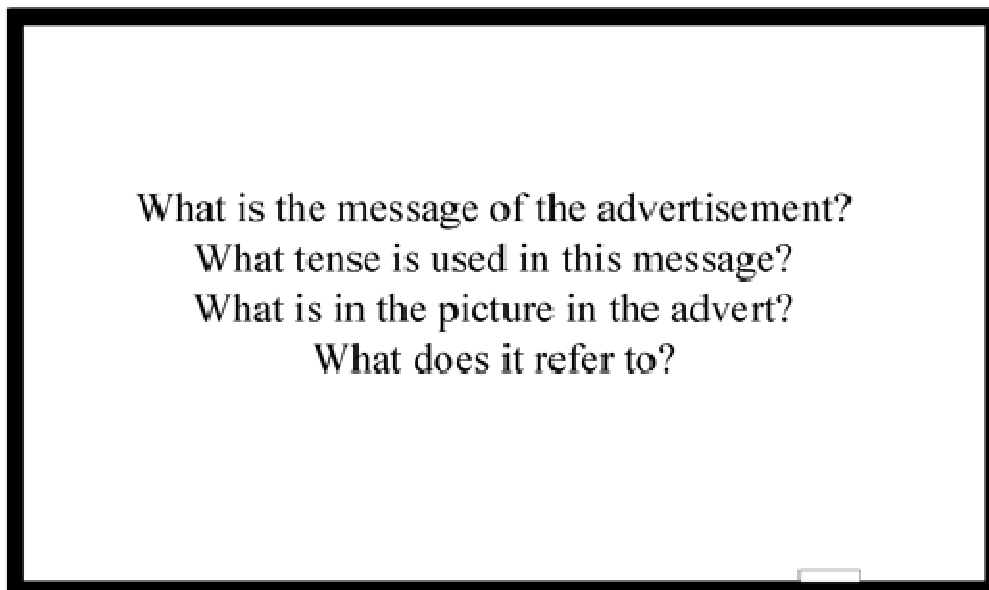 What is the message of the advertisement?
What tense is used in this message?
What is in the picture in the advert?
What does it refer to?